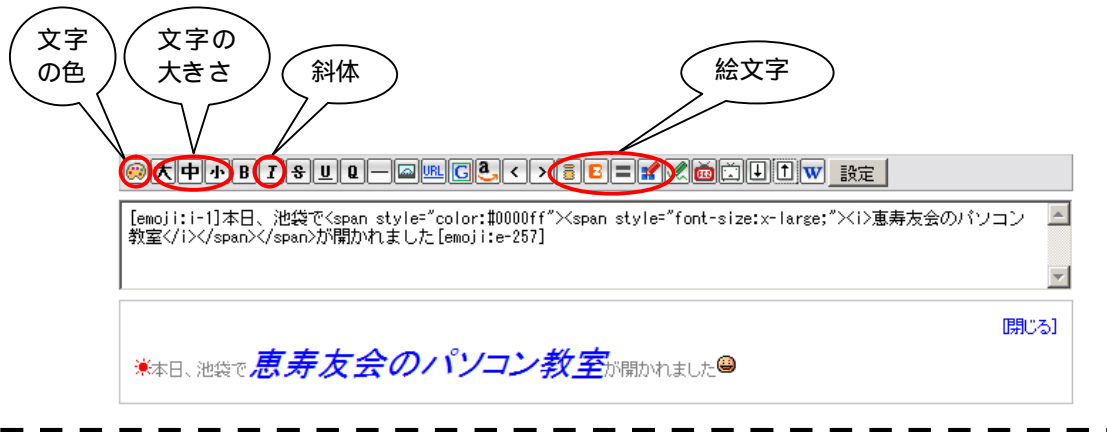 文字
の色
文字の
大きさ
斜体
絵文字
大 中 小 B I S U Q URL G a < > E W 設定
[emoji:i-1]本日、池袋で<span style="color:#0000ff"><span style="font-size:x-large;"><i>恵寿友会のパソコン
教室</i></span></span>が開かれました[emoji:e-257]
[閉じる]
本日、池袋で恵寿友会のパソコン教室が開かれました